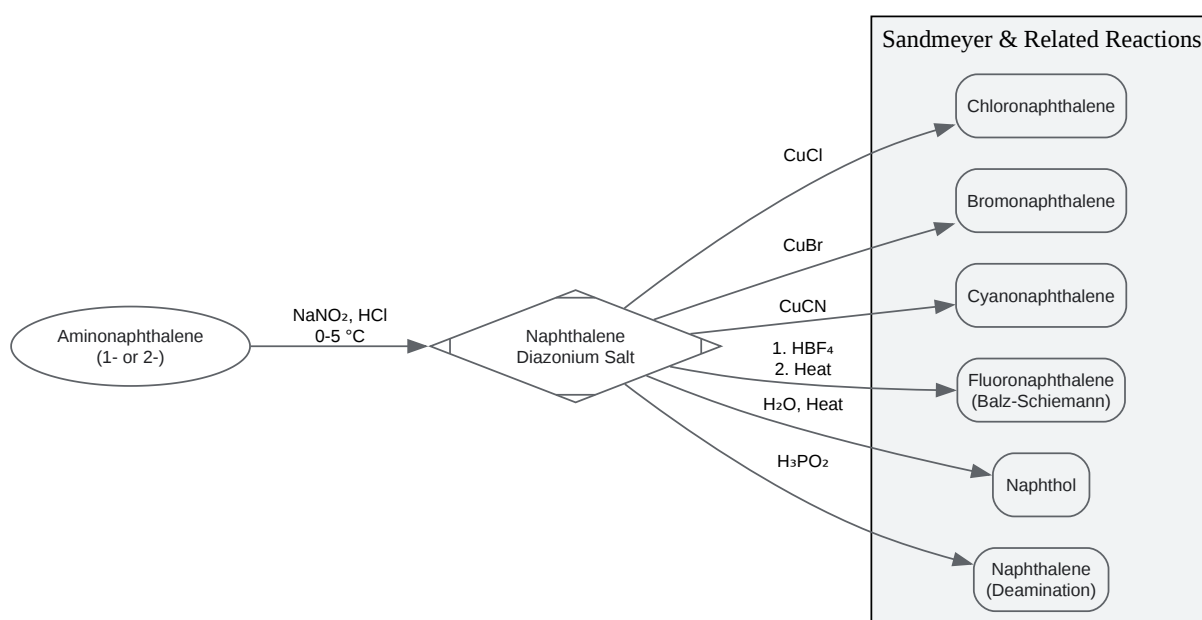 Sandmeyer & Related Reactions
Chloronaphthalene
CuCl
Bromonaphthalene
CuBr
Cyanonaphthalene
CuCN
Aminonaphthalene
(1- or 2-)
NaNO₂, HCl
0-5 °C
Naphthalene
Diazonium Salt
1. HBF₄
2. Heat
Fluoronaphthalene
(Balz-Schiemann)
H₂O, Heat
Naphthol
H₃PO₂
Naphthalene
(Deamination)